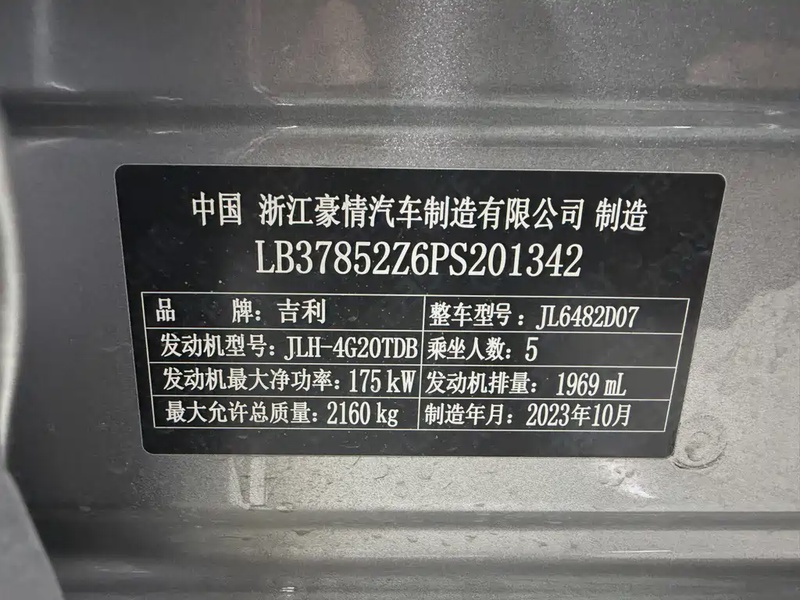 中国 浙江豪情汽车制造有限公司 制造
LB37852Z6PS201342
品 牌：吉利 整车型号：JL6482D07
发动机型号：JLH-4G20TDB 乘坐人数：5
发动机最大净功率：175 kW 发动机排量：1969 mL
最大允许总质量：2160 kg 制造年月：2023年10月